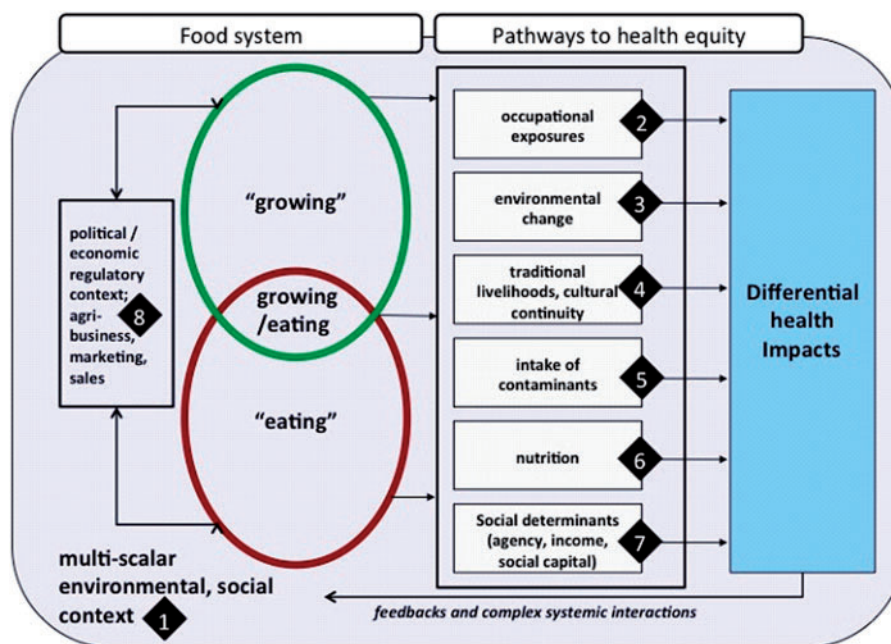 Food system
Pathways to health equity
political /
economic
regulatory
context;
agri-
business,
marketing,
sales
8
"growing"
growing
/eating
"eating"
multi-scalar
environmental, social
context
1
occupational
exposures
2
environmental
change
3
traditional
livelihoods, cultural
continuity
4
intake of
contaminants
5
nutrition
6
Social determinants
(agency, income,
social capital)
7
Differential
health
Impacts
feedbacks and complex systemic interactions